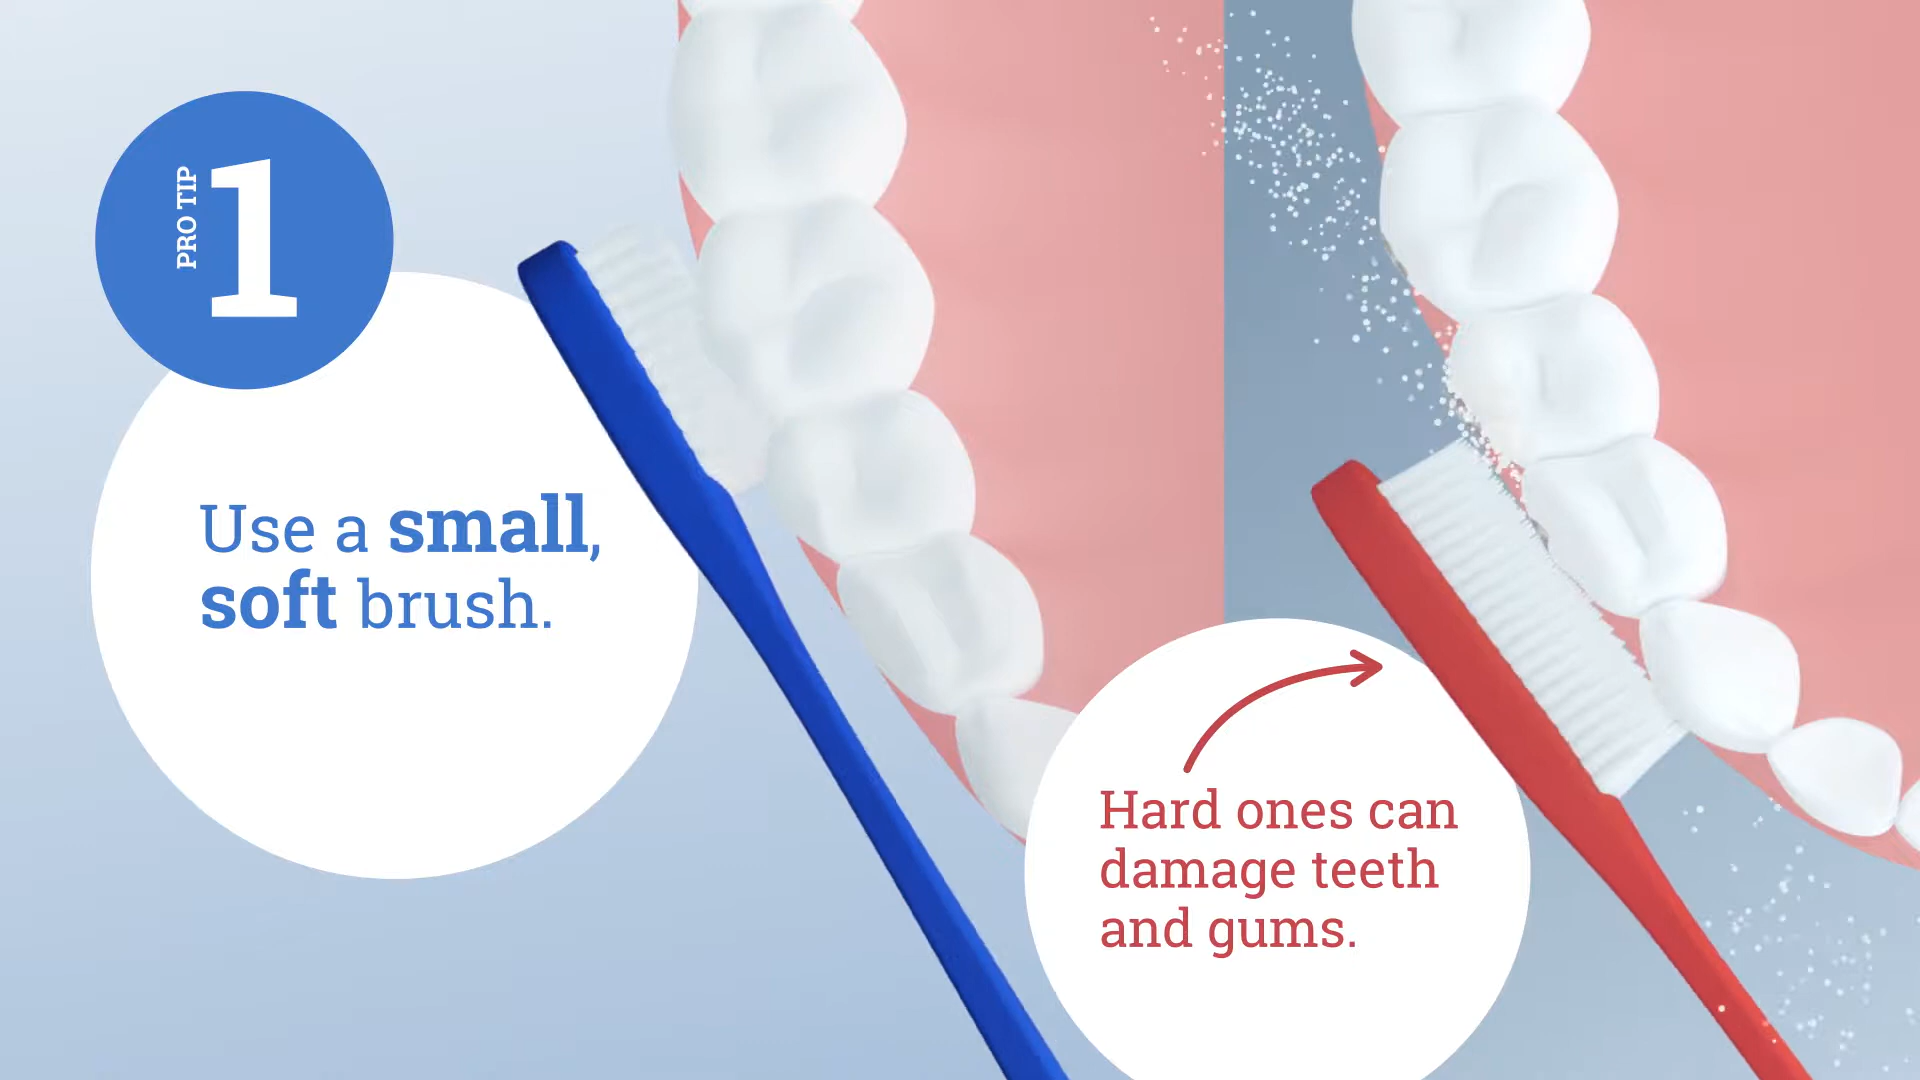 PRO TIP
1
Use a small,
soft brush.
Hard ones can
damage teeth
and gums.